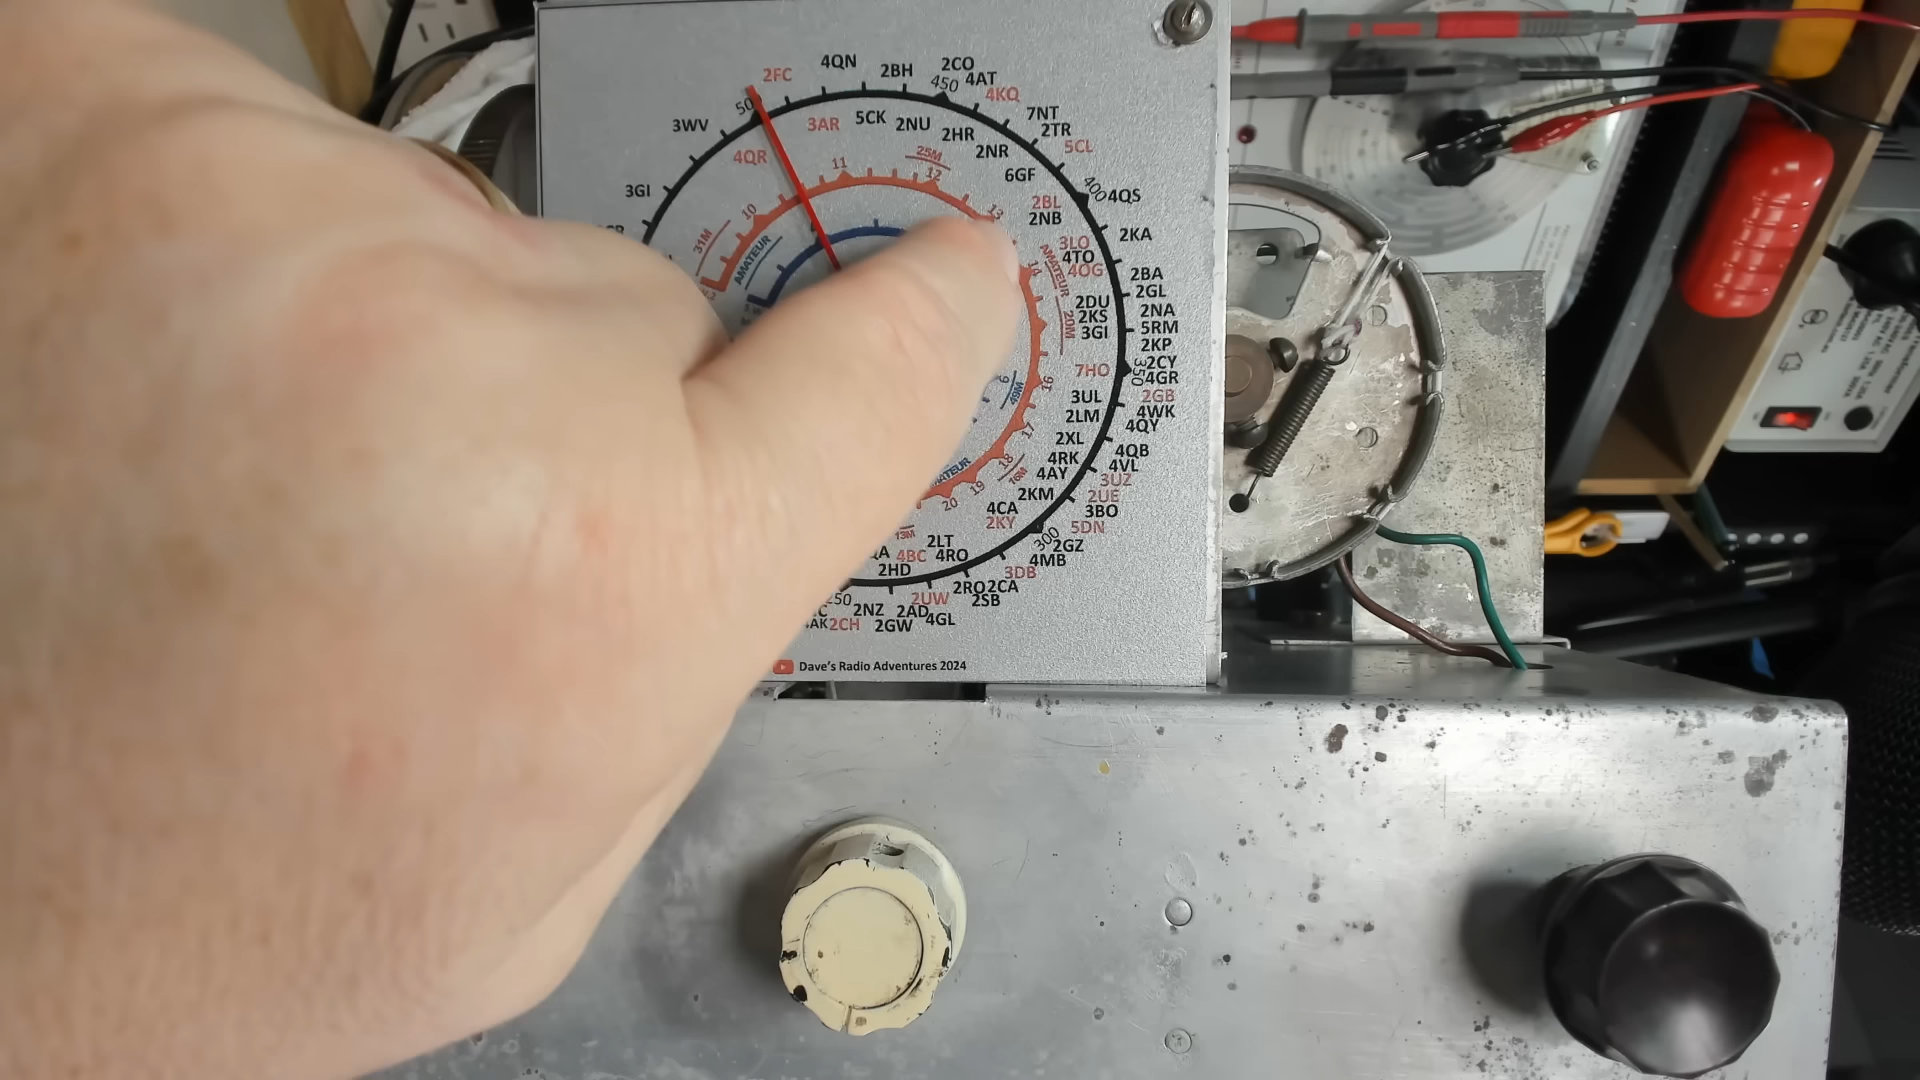 2FC
4QN
2BH
2CO
4AT
4KQ
7NT
2TR
5CL
4QS
2KA
2BA
2GL
2NA
5RM
2KP
2CY
4GR
2GB
4WK
4QY
4QB
4VL
3UZ
2UE
3BO
5DN
2GZ
4MB
3DB
2CA
2RO
2SB
2UW
4GL
2AD
2GW
2NZ
2CH
3WV
3GI
500
450
400
350
300
250
4QR
3AR
5CK
2NU
2HR
2NR
6GF
2BL
2NB
3LO
4TO
4OG
2DU
2KS
3GI
7HO
3UL
2LM
2XL
4RK
4AY
2KM
4CA
2KY
2LT
4RO
4BC
2HD
31M
10
11
25M
12
13
14
AMATEUR
20M
16
17
18
16M
19
20
13M
AMATEUR
6
49M
Dave's Radio Adventures 2024